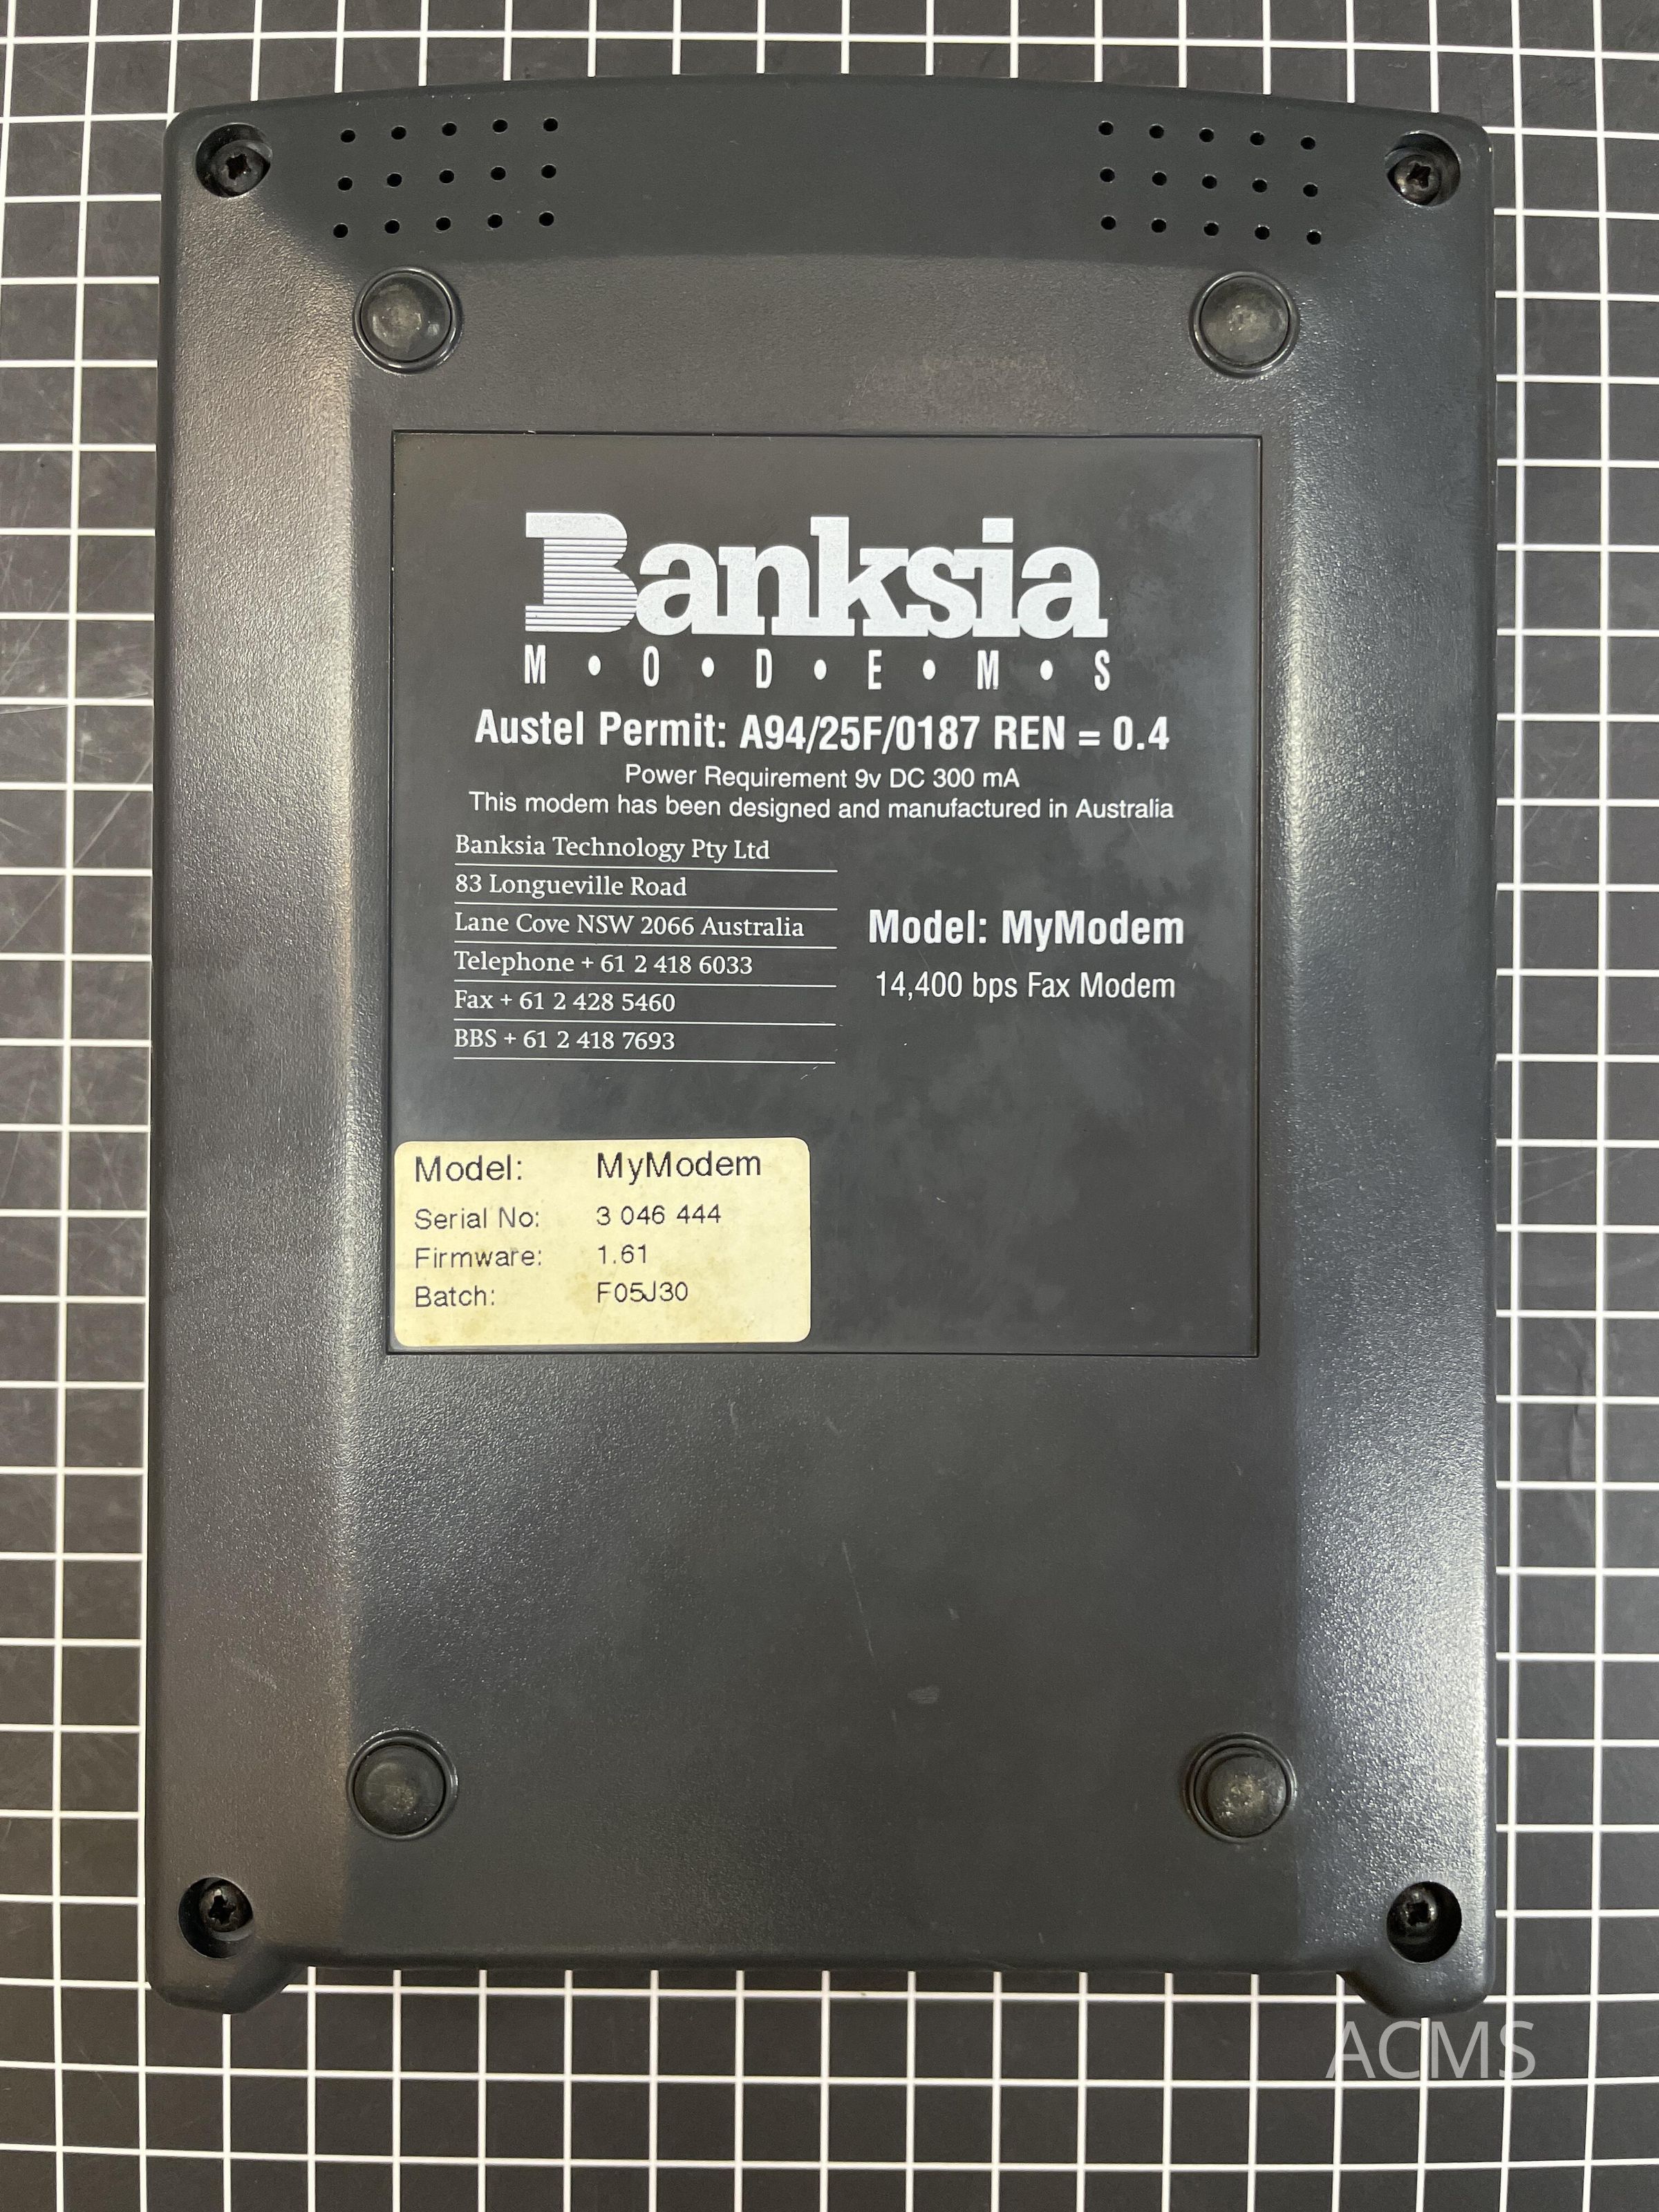 Banksia
M • O • D • E • M • S
Austel Permit: A94/25F/0187 REN = 0.4
Power Requirement 9v DC 300 mA
This modem has been designed and manufactured in Australia
Banksia Technology Pty Ltd
83 Longueville Road
Lane Cove NSW 2066 Australia
Telephone + 61 2 418 6033
Fax + 61 2 428 5460
BBS + 61 2 418 7693
Model: MyModem
14,400 bps Fax Modem
Model: MyModem
Serial No: 3 046 444
Firmware: 1.61
Batch: F05J30
ACMS